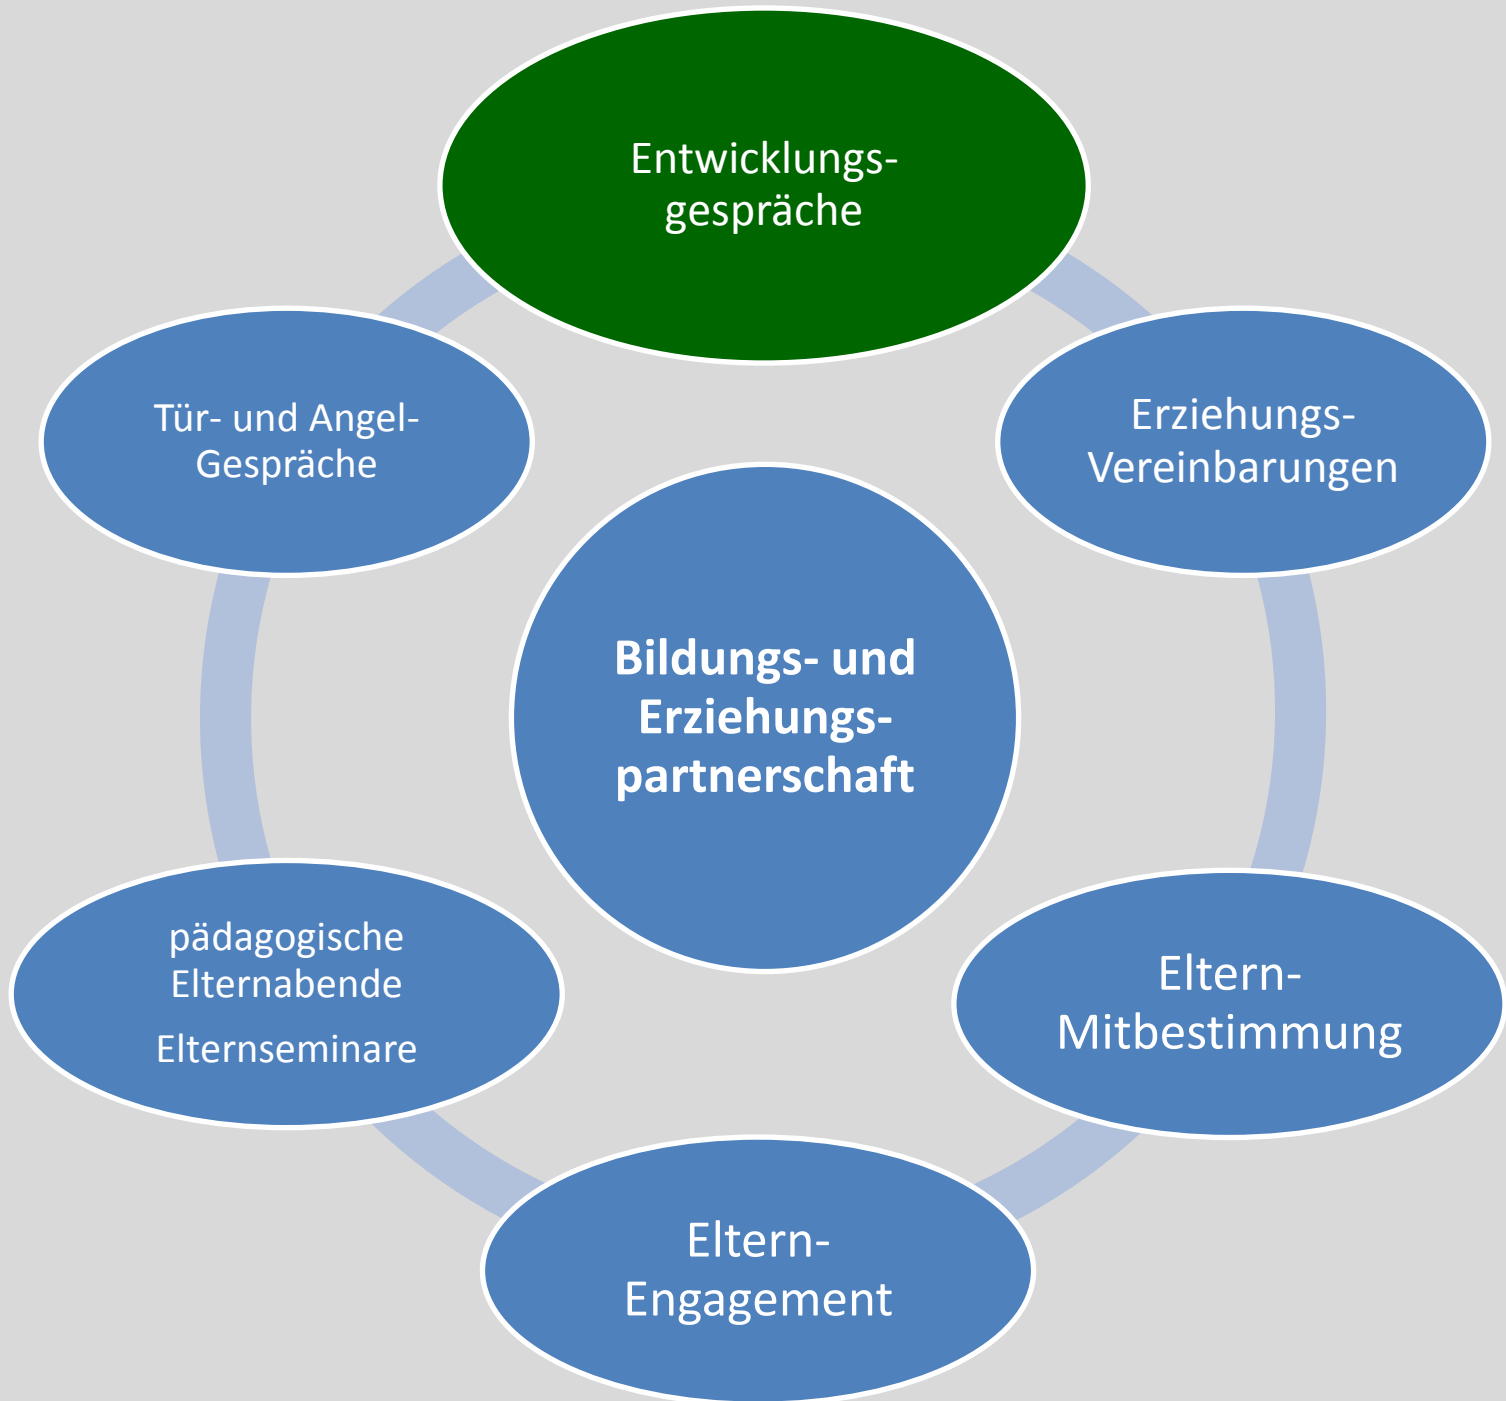 Entwicklungs-
gespräche
Tür- und Angel-
Gespräche
Erziehungs-
Vereinbarungen
Bildungs- und
Erziehungs-
partnerschaft
pädagogische
Elternabende
Elternseminare
Eltern-
Mitbestimmung
Eltern-
Engagement